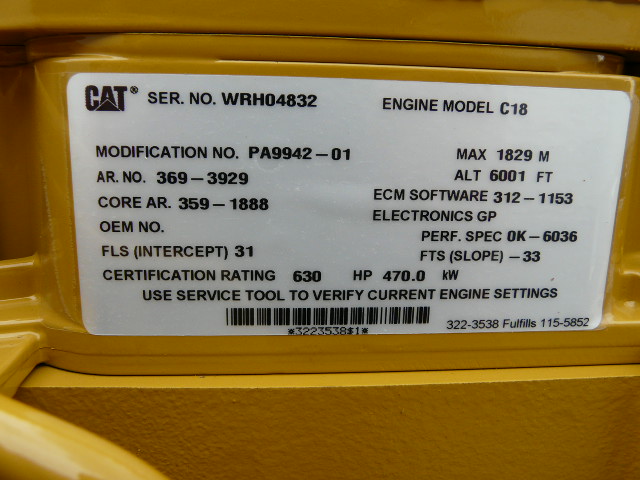 CAT® SER. NO. WRH04832 ENGINE MODEL C18
MODIFICATION NO. PA9942-01 MAX 1829 M
AR. NO. 369-3929 ALT 6001 FT
CORE AR. 359-1888 ECM SOFTWARE 312-1153
OEM NO. ELECTRONICS GP
PERF. SPEC 0K-6036
FLS (INTERCEPT) 31 FTS (SLOPE) -33
CERTIFICATION RATING 630 HP 470.0 kW
USE SERVICE TOOL TO VERIFY CURRENT ENGINE SETTINGS
*3223538$1*
322-3538 Fulfills 115-5852